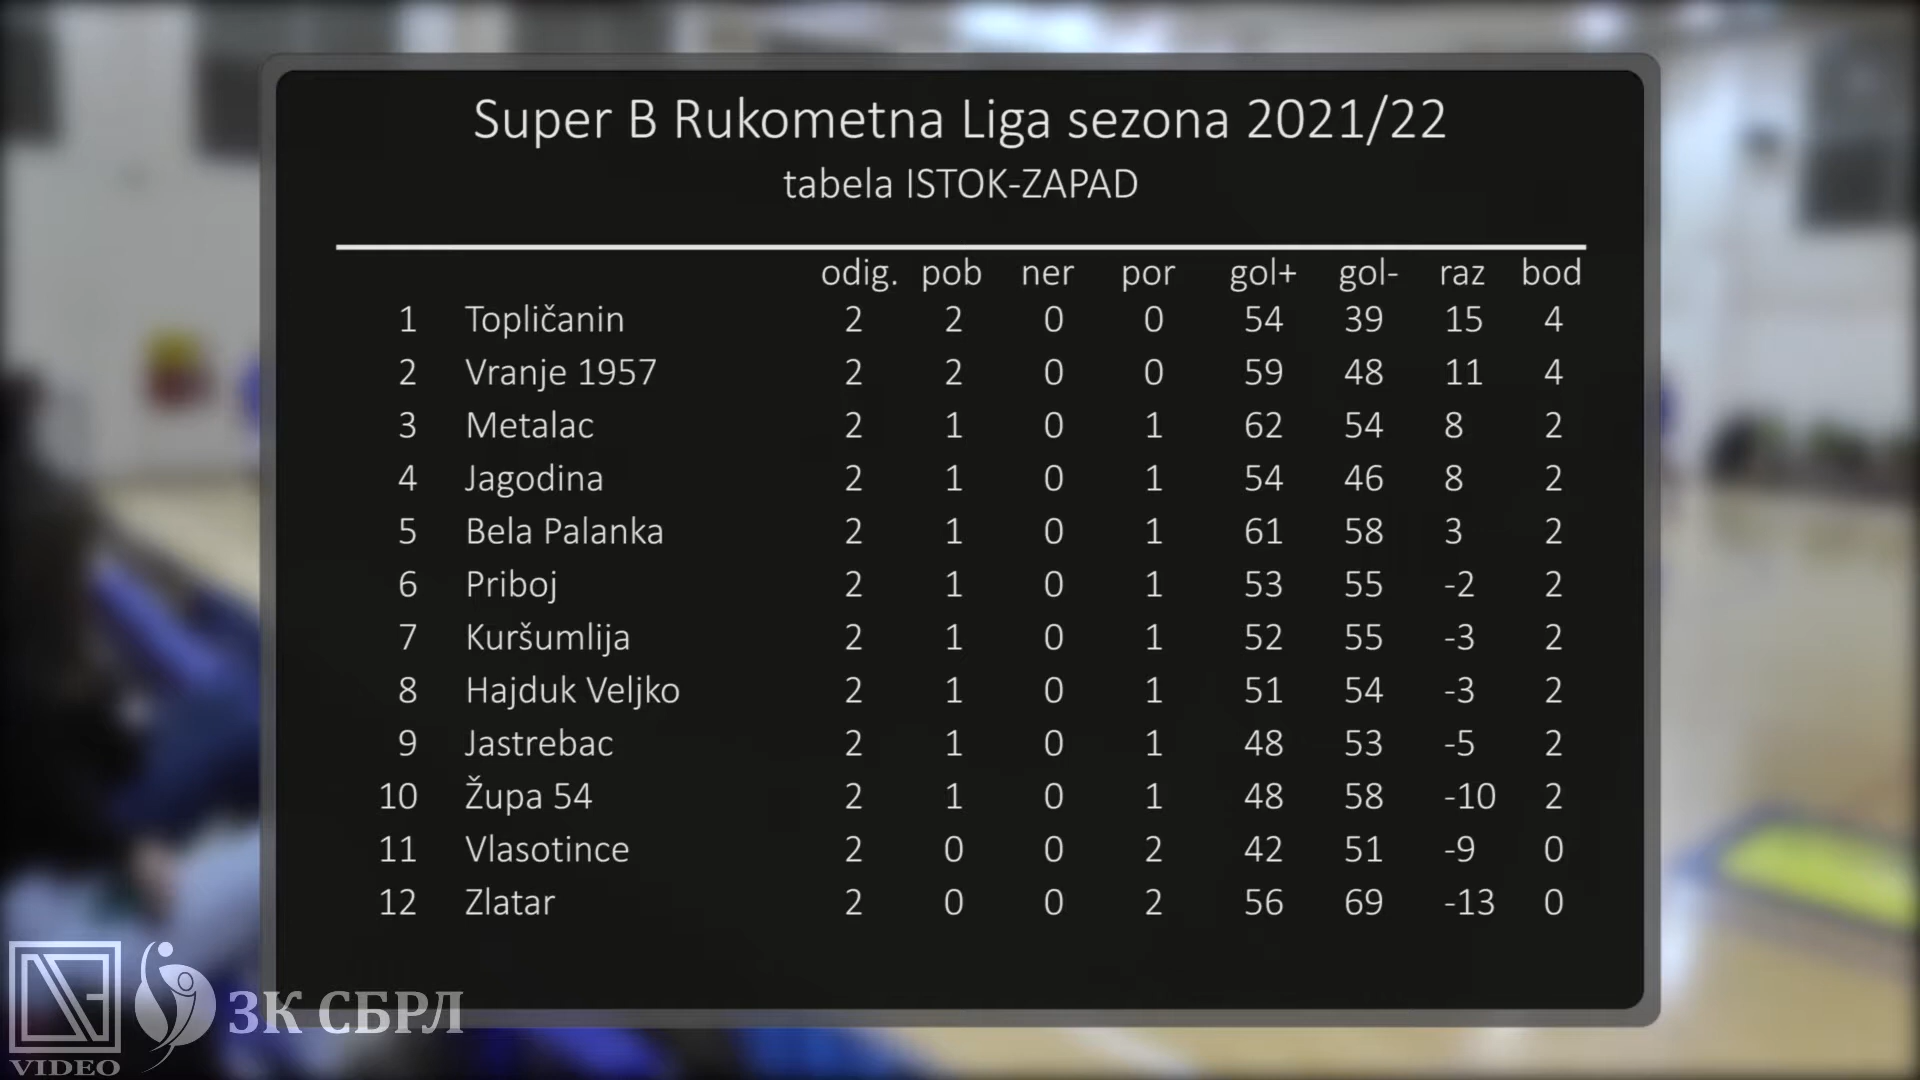 Super B Rukometna Liga sezona 2021/22
tabela ISTOK-ZAPAD
odig. pob ner por gol+ gol- raz bod
1 Topličanin 2 2 0 0 54 39 15 4
2 Vranje 1957 2 2 0 0 59 48 11 4
3 Metalac 2 1 0 1 62 54 8 2
4 Jagodina 2 1 0 1 54 46 8 2
5 Bela Palanka 2 1 0 1 61 58 3 2
6 Priboj 2 1 0 1 53 55 -2 2
7 Kuršumlija 2 1 0 1 52 55 -3 2
8 Hajduk Veljko 2 1 0 1 51 54 -3 2
9 Jastrebac 2 1 0 1 48 53 -5 2
10 Župa 54 2 1 0 1 48 58 -10 2
11 Vlasotince 2 0 0 2 42 51 -9 0
12 Zlatar 2 0 0 2 56 69 -13 0
ЗК СБРЛ
VIDEO